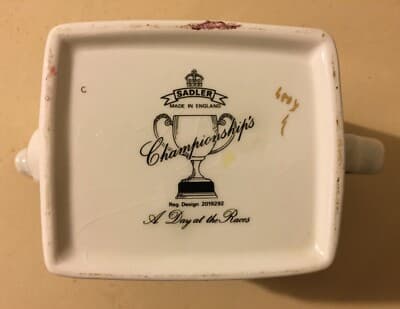 SADLER
MADE IN ENGLAND
C
Championship's
Reg. Design 2019292
A Day at the Races